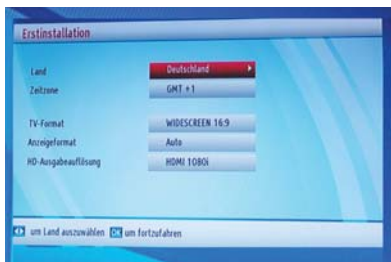 Erstinstallation
Land Deutschland
Zeitzone GMT +1
TV-Format WIDESCREEN 16:9
Anzeigeformat Auto
HD-Ausgabeauflösung HDMI 1080i
um Land auszuwählen OK um fortzufahren